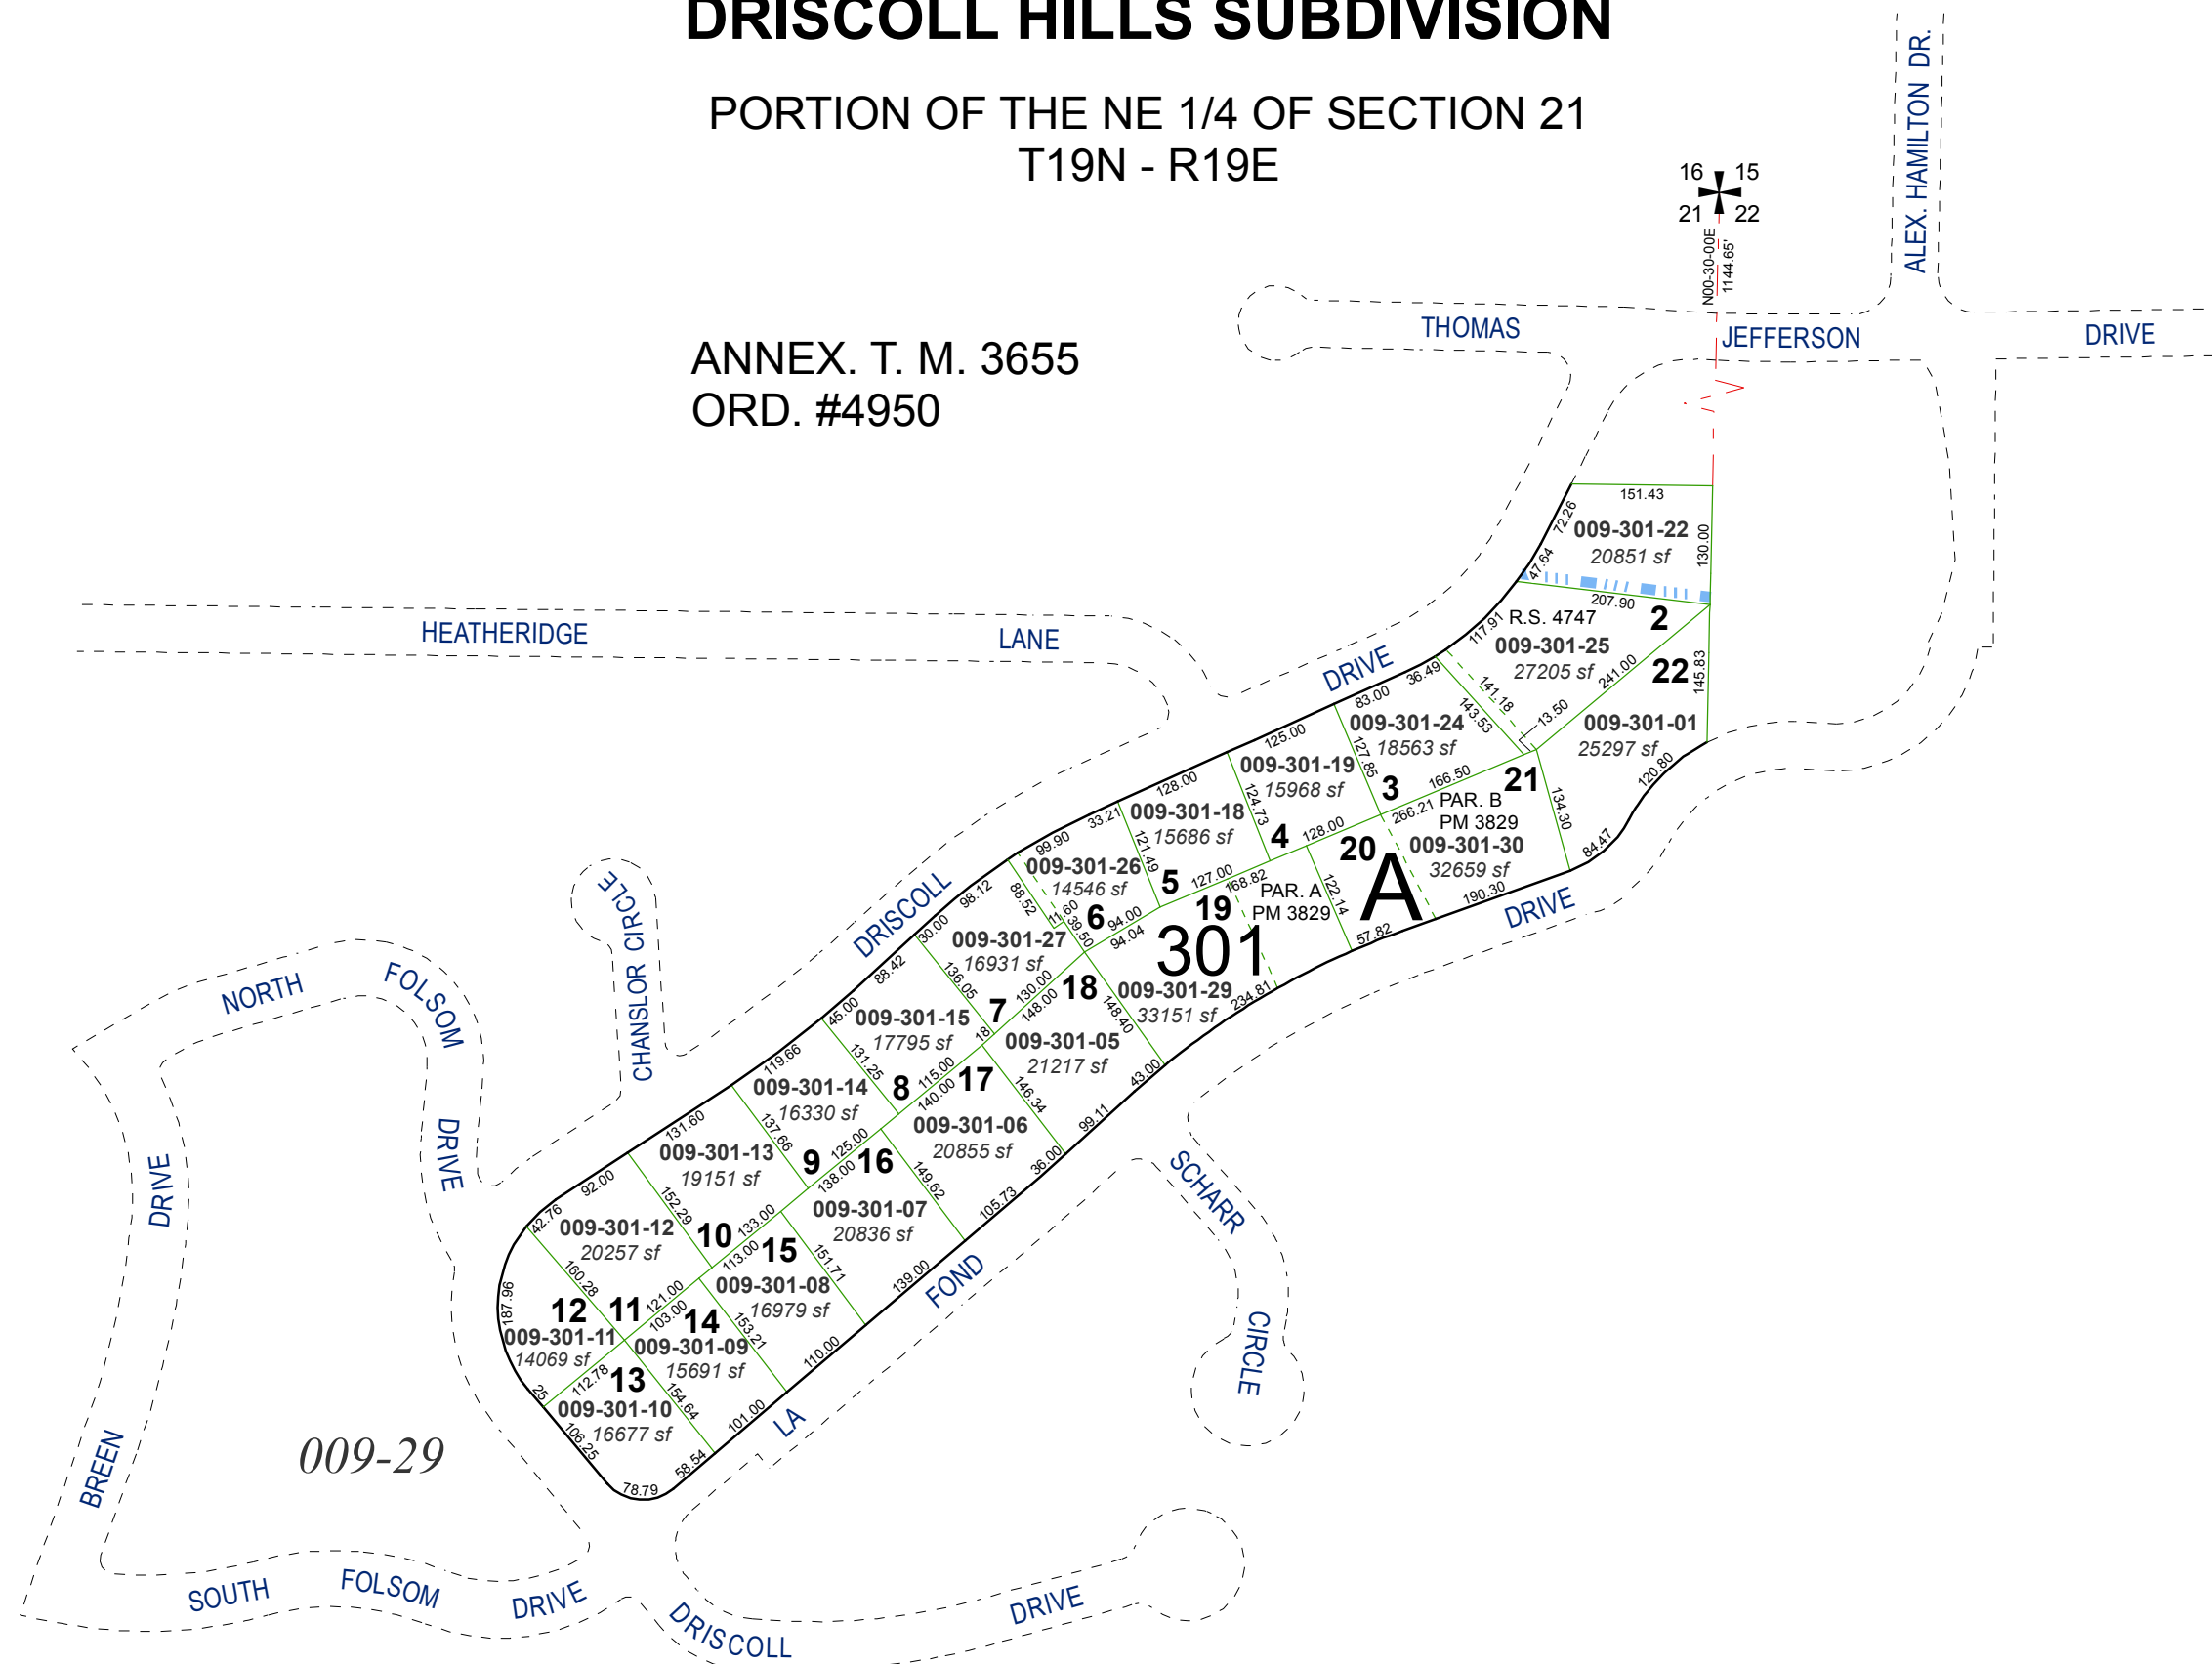 DRISCOLL HILLS SUBDIVISION
PORTION OF THE NE 1/4 OF SECTION 21
T19N - R19E
ALEX. HAMILTON DR.
16 15
21 22
N00-30-00E
1144.65'
THOMAS JEFFERSON DRIVE
ANNEX. T. M. 3655
ORD. #4950
151.43
72.26
009-301-22
20851 sf
130.00
47.64
207.90
2
R.S. 4747
117.91
009-301-25
27205 sf
241.00
22
145.83
HEATHERIDGE LANE
DRIVE
36.49
141.18
143.53
13.50
83.00
009-301-24
18563 sf
009-301-01
25297 sf
120.80
125.00
127.85
009-301-19
15968 sf
3
166.50
21
134.30
84.47
128.00
124.73
009-301-18
15686 sf
4
128.00
266.21
PAR. B
PM 3829
20
009-301-30
32659 sf
A
190.30
DRIVE
33.21
99.90
121.49
009-301-26
14546 sf
5
127.00
168.82
PAR. A
PM 3829
122.14
57.82
19
301
DRISCOLL
98.12
88.52
11.60
39.50
6
94.00
94.04
30.00
009-301-27
16931 sf
136.05
7
130.00
148.00
18
148.40
009-301-29
33151 sf
234.81
CHANSLOR CIRCLE
88.42
45.00
009-301-15
17795 sf
18
009-301-05
21217 sf
43.00
NORTH FOLSOM DRIVE
119.66
131.25
009-301-14
16330 sf
8
115.00
140.00
17
146.34
99.11
131.60
137.66
009-301-13
19151 sf
9
125.00
138.00
16
009-301-06
20855 sf
149.62
36.00
SCHARR CIRCLE
92.00
152.29
42.76
009-301-12
20257 sf
10
133.00
113.00
15
009-301-07
20836 sf
151.71
105.73
DRIVE
BREEN
187.96
160.28
12
11
121.00
103.00
14
009-301-08
16979 sf
153.21
139.00
FOND
009-301-11
14069 sf
009-301-09
15691 sf
110.00
25
112.78
13
154.64
009-301-10
16677 sf
101.00
LA
106.25
58.54
78.79
009-29
SOUTH FOLSOM DRIVE
DRISCOLL DRIVE